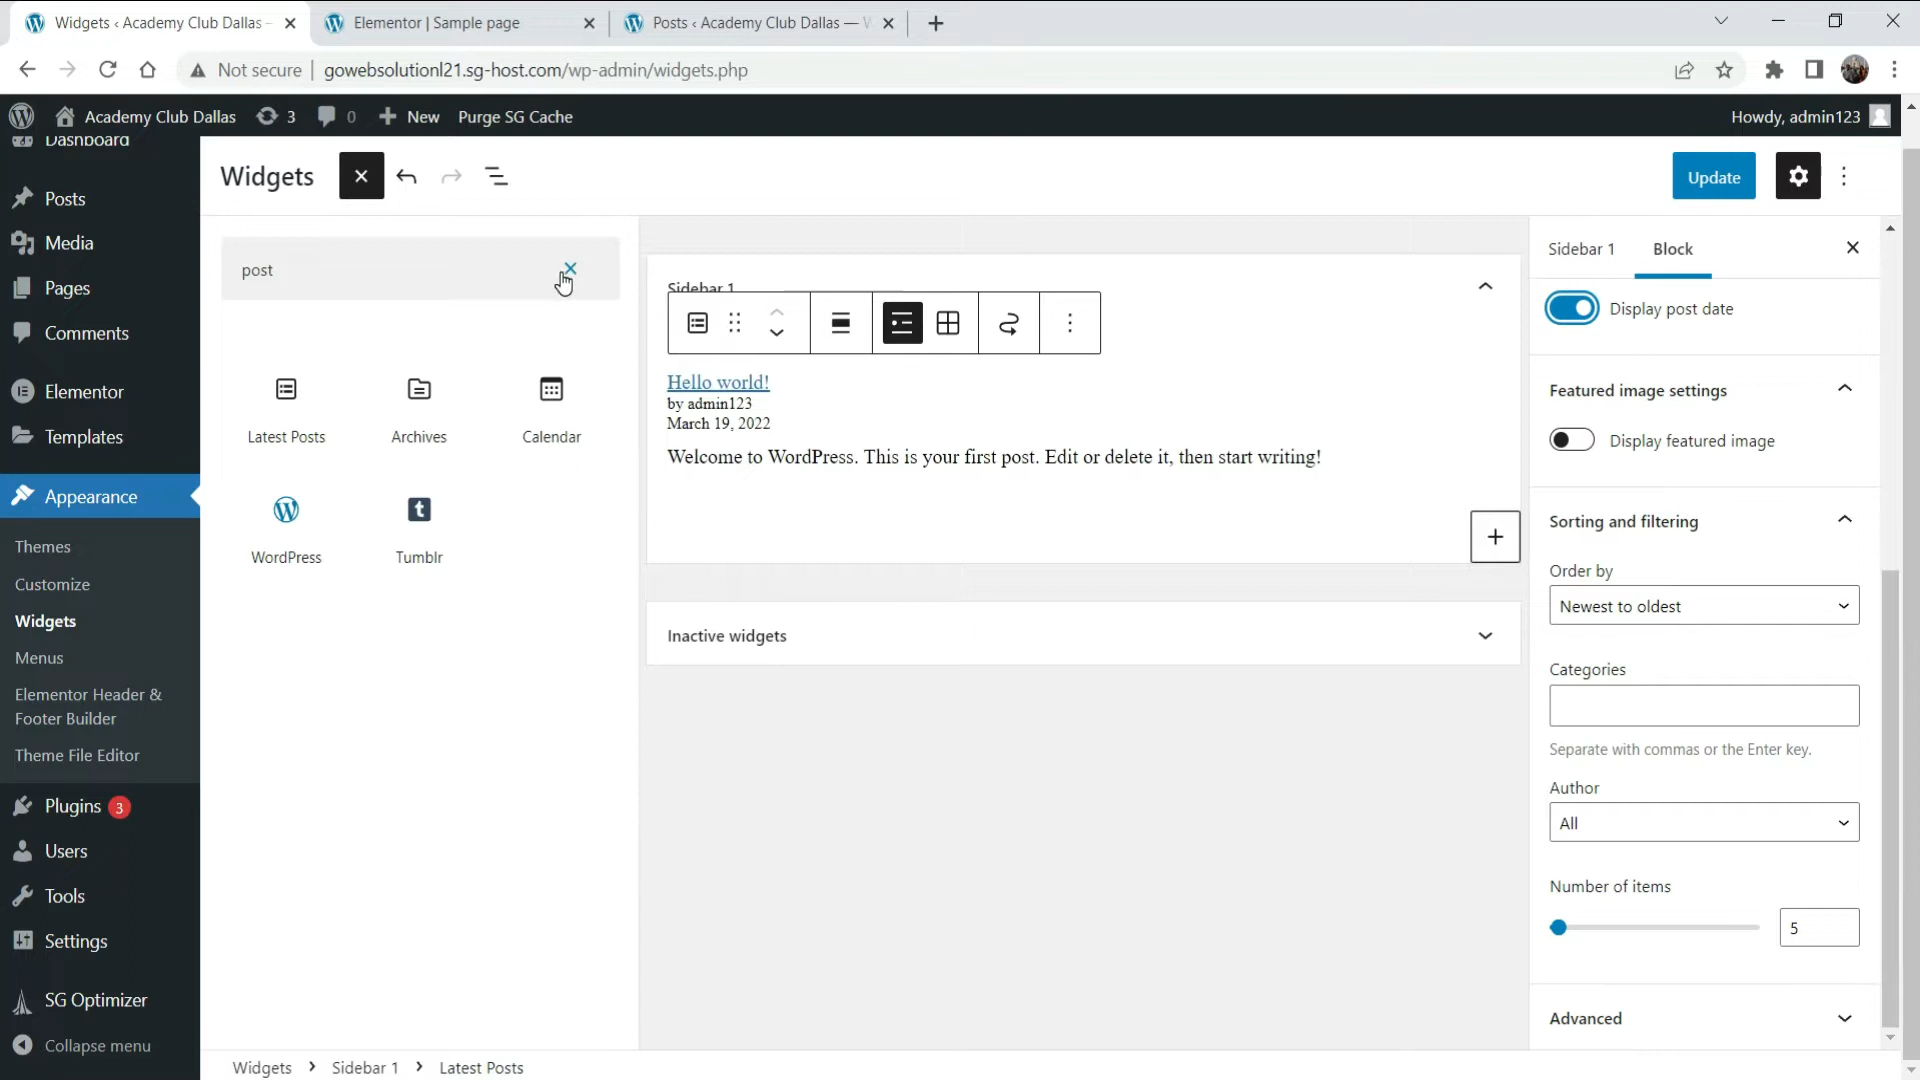 Widgets ‹ Academy Club Dallas –
Elementor | Sample page
Posts ‹ Academy Club Dallas —
Not secure
gowebsolutionl21.sg-host.com/wp-admin/widgets.php
Academy Club Dallas
3
0
New
Purge SG Cache
Howdy, admin123
Dashboard
Posts
Media
Pages
Comments
Elementor
Templates
Appearance
Themes
Customize
Widgets
Menus
Elementor Header &
Footer Builder
Theme File Editor
Plugins 3
Users
Tools
Settings
SG Optimizer
Collapse menu
Widgets
Update
post
Latest Posts
Archives
Calendar
WordPress
Tumblr
Sidebar 1
Hello world!
by admin123
March 19, 2022
Welcome to WordPress. This is your first post. Edit or delete it, then start writing!
Inactive widgets
Sidebar 1
Block
Display post date
Featured image settings
Display featured image
Sorting and filtering
Order by
Newest to oldest
Categories
Separate with commas or the Enter key.
Author
All
Number of items
5
Advanced
Widgets
Sidebar 1
Latest Posts